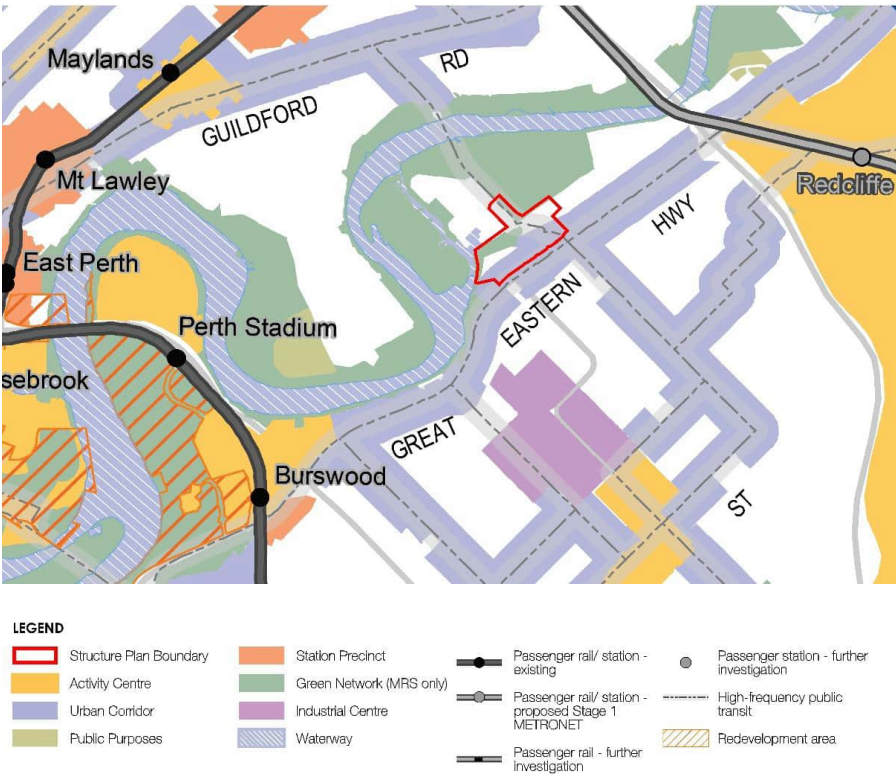 Maylands
RD
GUILDFORD
Mt Lawley
Redcliffe
HWY
East Perth
EASTERN
Perth Stadium
sebrook
GREAT
Burswood
ST
LEGEND
Structure Plan Boundary
Activity Centre
Urban Corridor
Public Purposes
Station Precinct
Green Network (MRS only)
Industrial Centre
Waterway
Passenger rail/ station -
existing
Passenger rail/ station -
proposed Stage 1
METRONET
Passenger rail - further
investigation
Passenger station - further
investigation
High-frequency public
transit
Redevelopment area